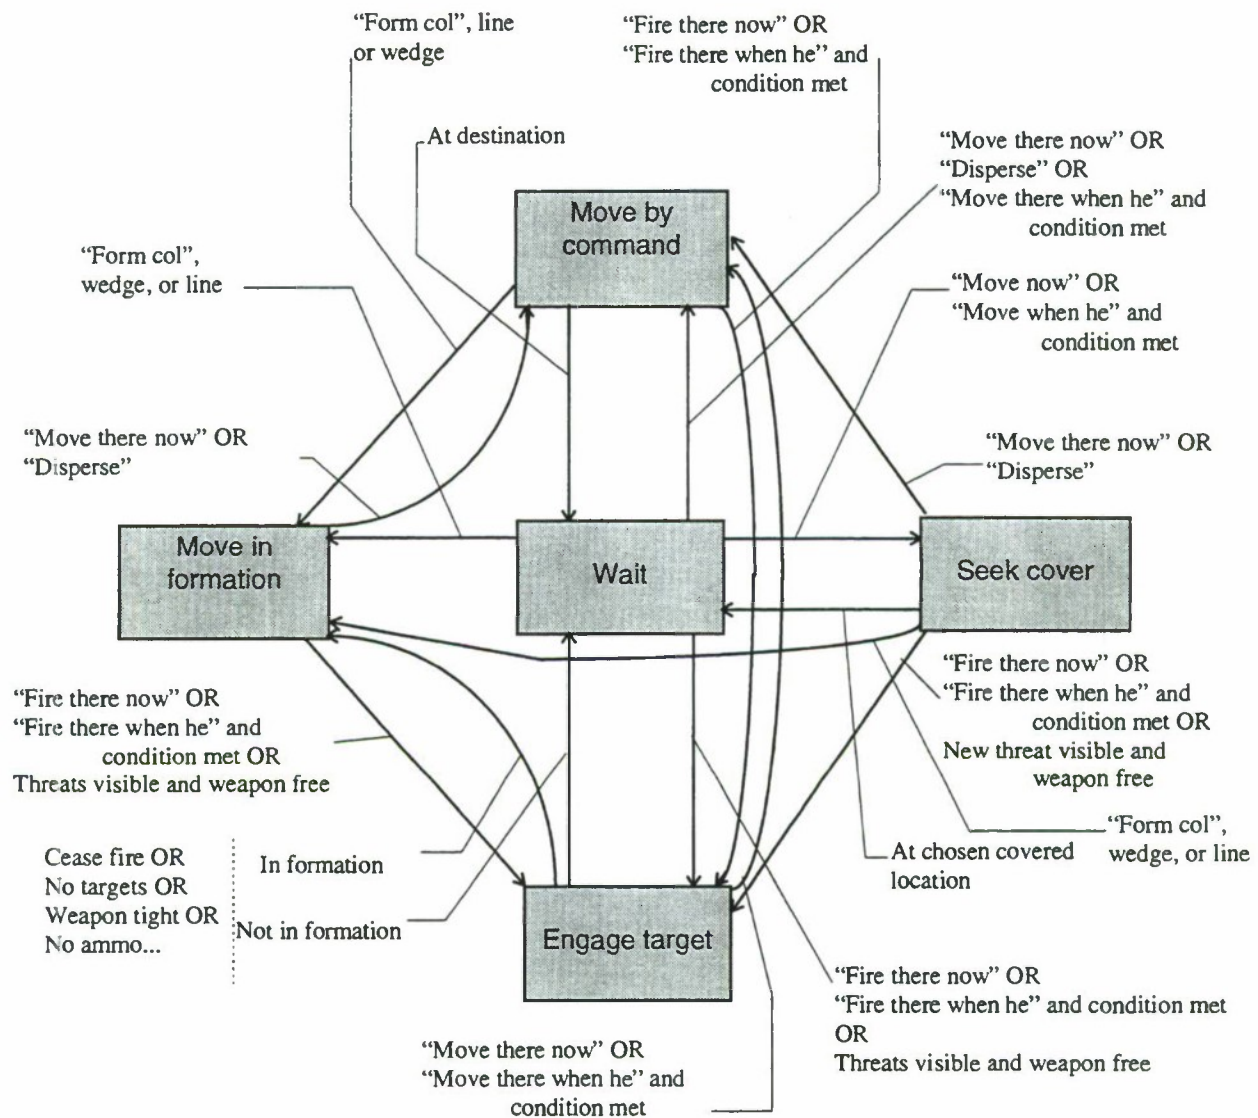 “Form col”, line
or wedge
“Fire there now” OR
“Fire there when he” and
condition met
At destination
“Move there now” OR
“Disperse” OR
“Move there when he” and
condition met
Move by
command
“Form col”,
wedge, or line
“Move now” OR
“Move when he” and
condition met
“Move there now” OR
“Disperse”
“Move there now” OR
“Disperse”
Move in
formation
Wait
Seek cover
“Fire there now” OR
“Fire there when he” and
condition met OR
Threats visible and weapon free
“Fire there now” OR
“Fire there when he” and
condition met OR
New threat visible and
weapon free
“Form col”,
wedge, or line
At chosen covered
location
Cease fire OR
No targets OR
Weapon tight OR
No ammo...
In formation
Not in formation
Engage target
“Fire there now” OR
“Fire there when he” and condition met
OR
Threats visible and weapon free
“Move there now” OR
“Move there when he” and
condition met